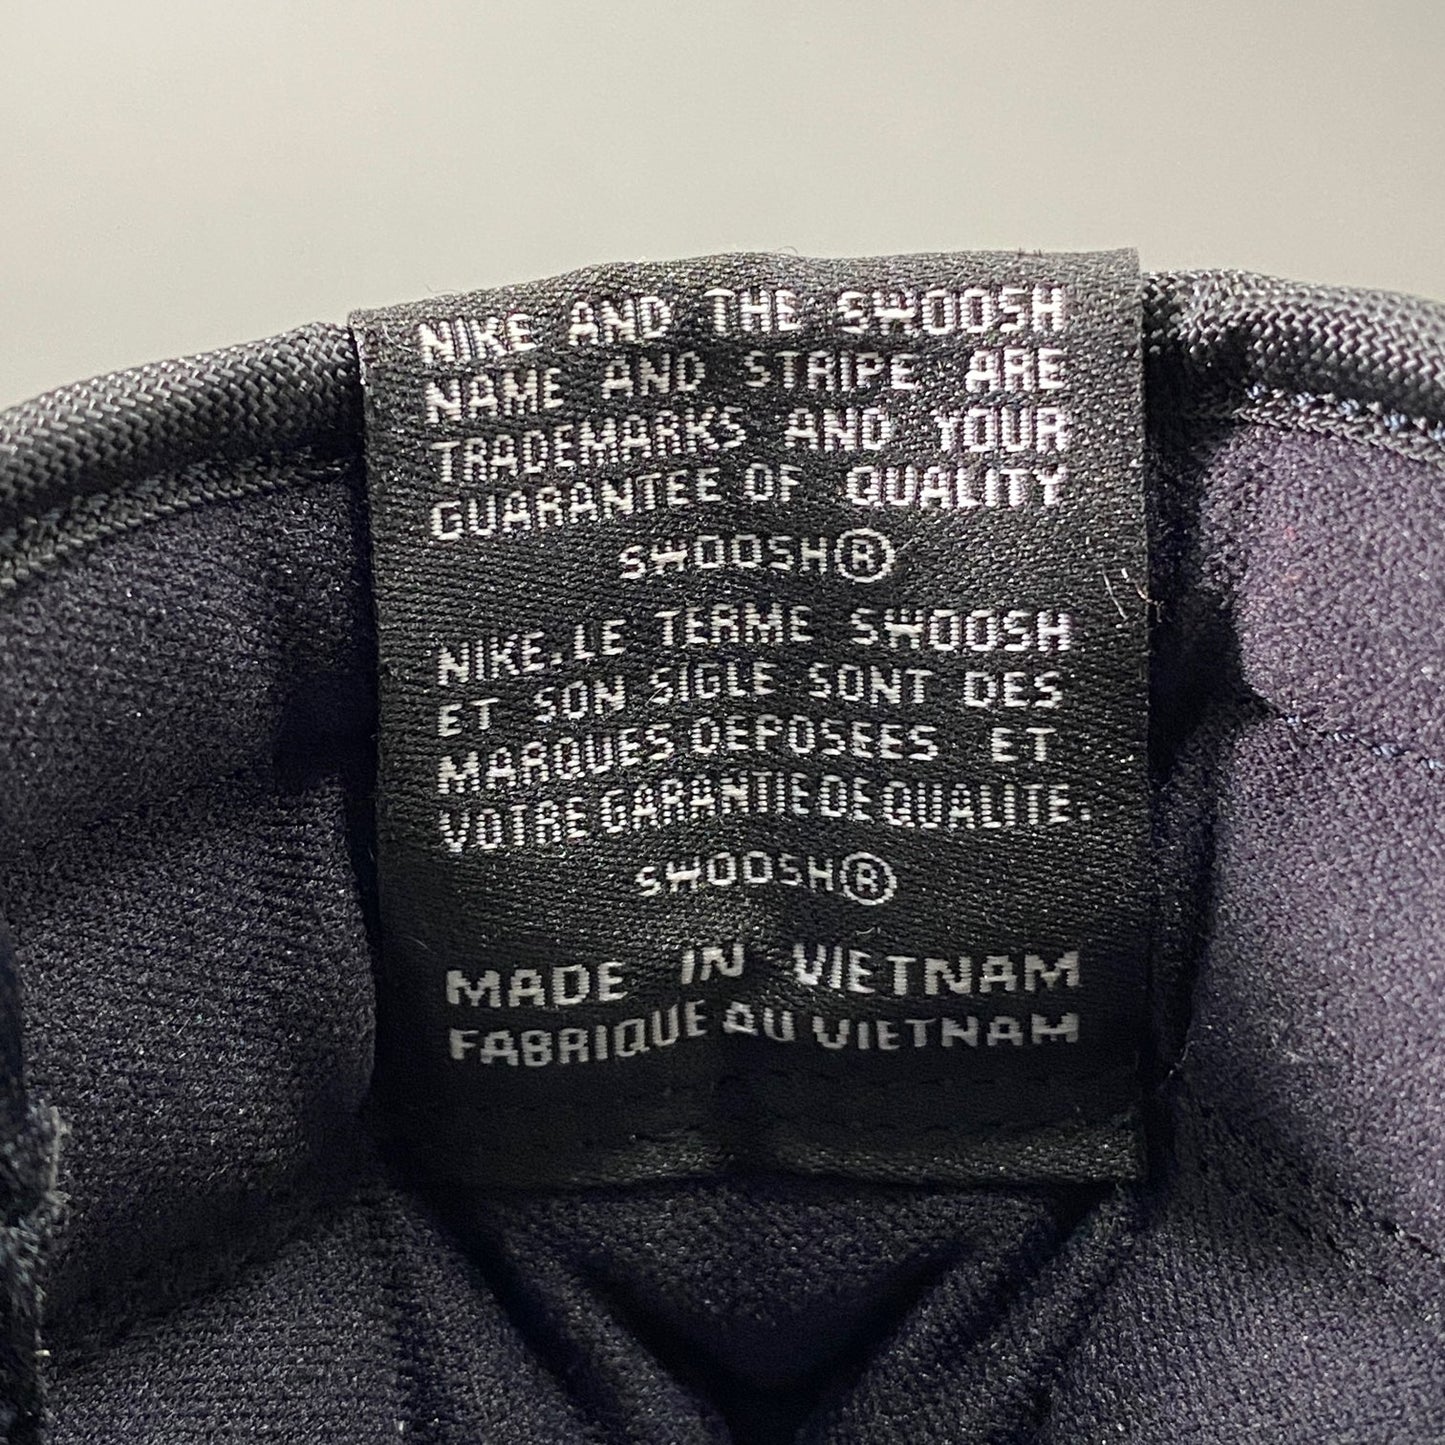 NIKE AND THE SWOOSH
NAME AND STRIPE ARE
TRADEMARKS AND YOUR
GUARANTEE OF QUALITY
SWOOSH®
NIKE. LE TERME SWOOSH
ET SON SIGLE SONT DES
MARQUES DEPOSEES ET
VOTRE GARANTIE DE QUALITE.
SWOOSH®
MADE IN VIETNAM
FABRIQUE AU VIETNAM